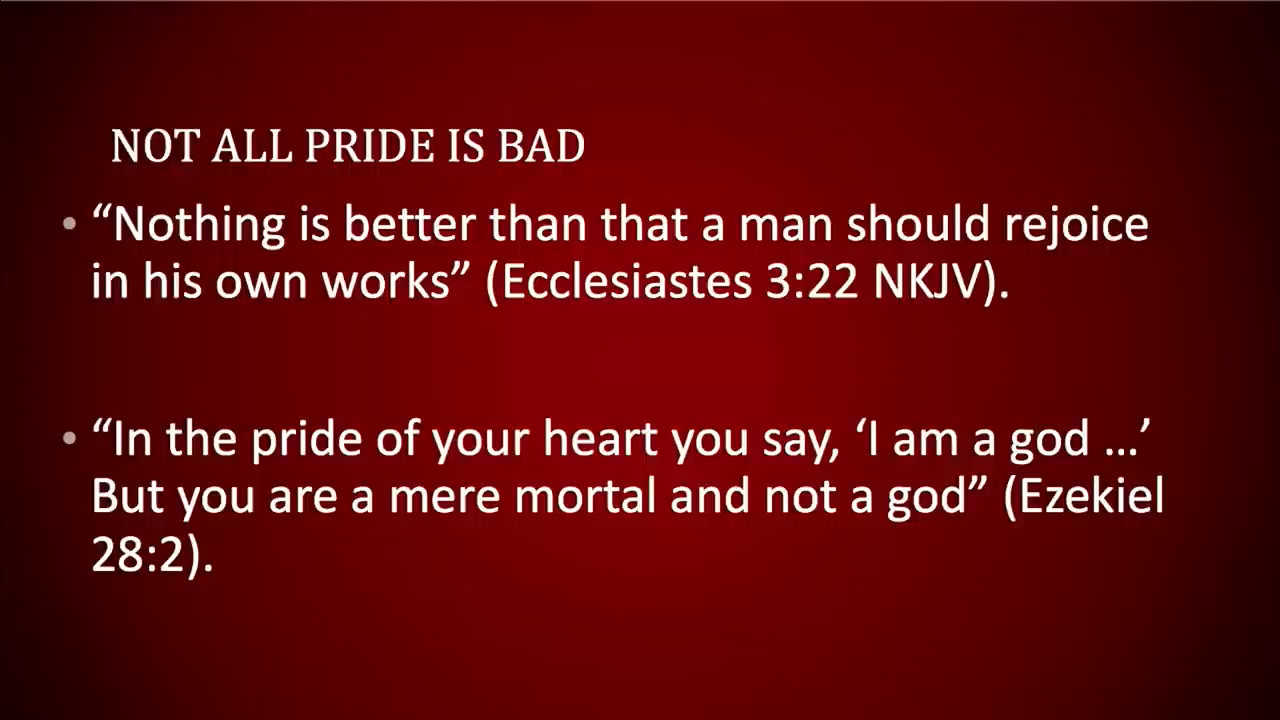 NOT ALL PRIDE IS BAD
• “Nothing is better than that a man should rejoice
in his own works” (Ecclesiastes 3:22 NKJV).
• “In the pride of your heart you say, ‘I am a god …’
But you are a mere mortal and not a god” (Ezekiel
28:2).